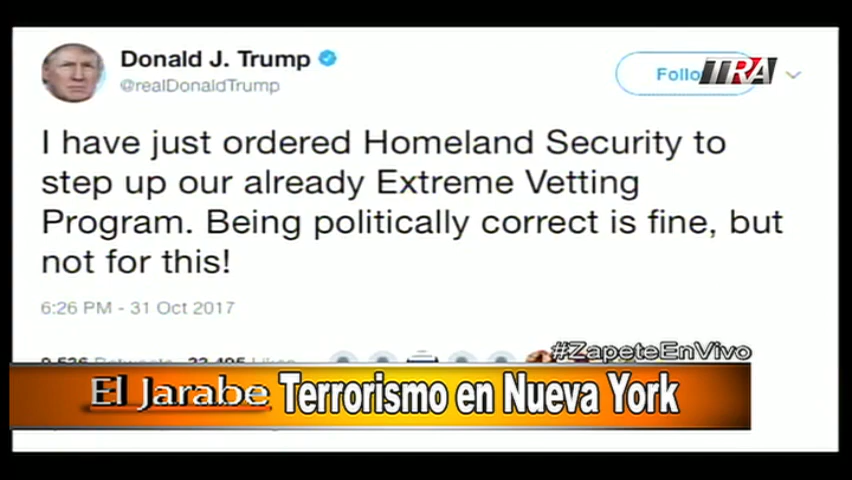 Donald J. Trump
@realDonaldTrump
Follo
TRA
I have just ordered Homeland Security to
step up our already Extreme Vetting
Program. Being politically correct is fine, but
not for this!
6:26 PM - 31 Oct 2017
#ZapeteEnVivo
El Jarabe Terrorismo en Nueva York